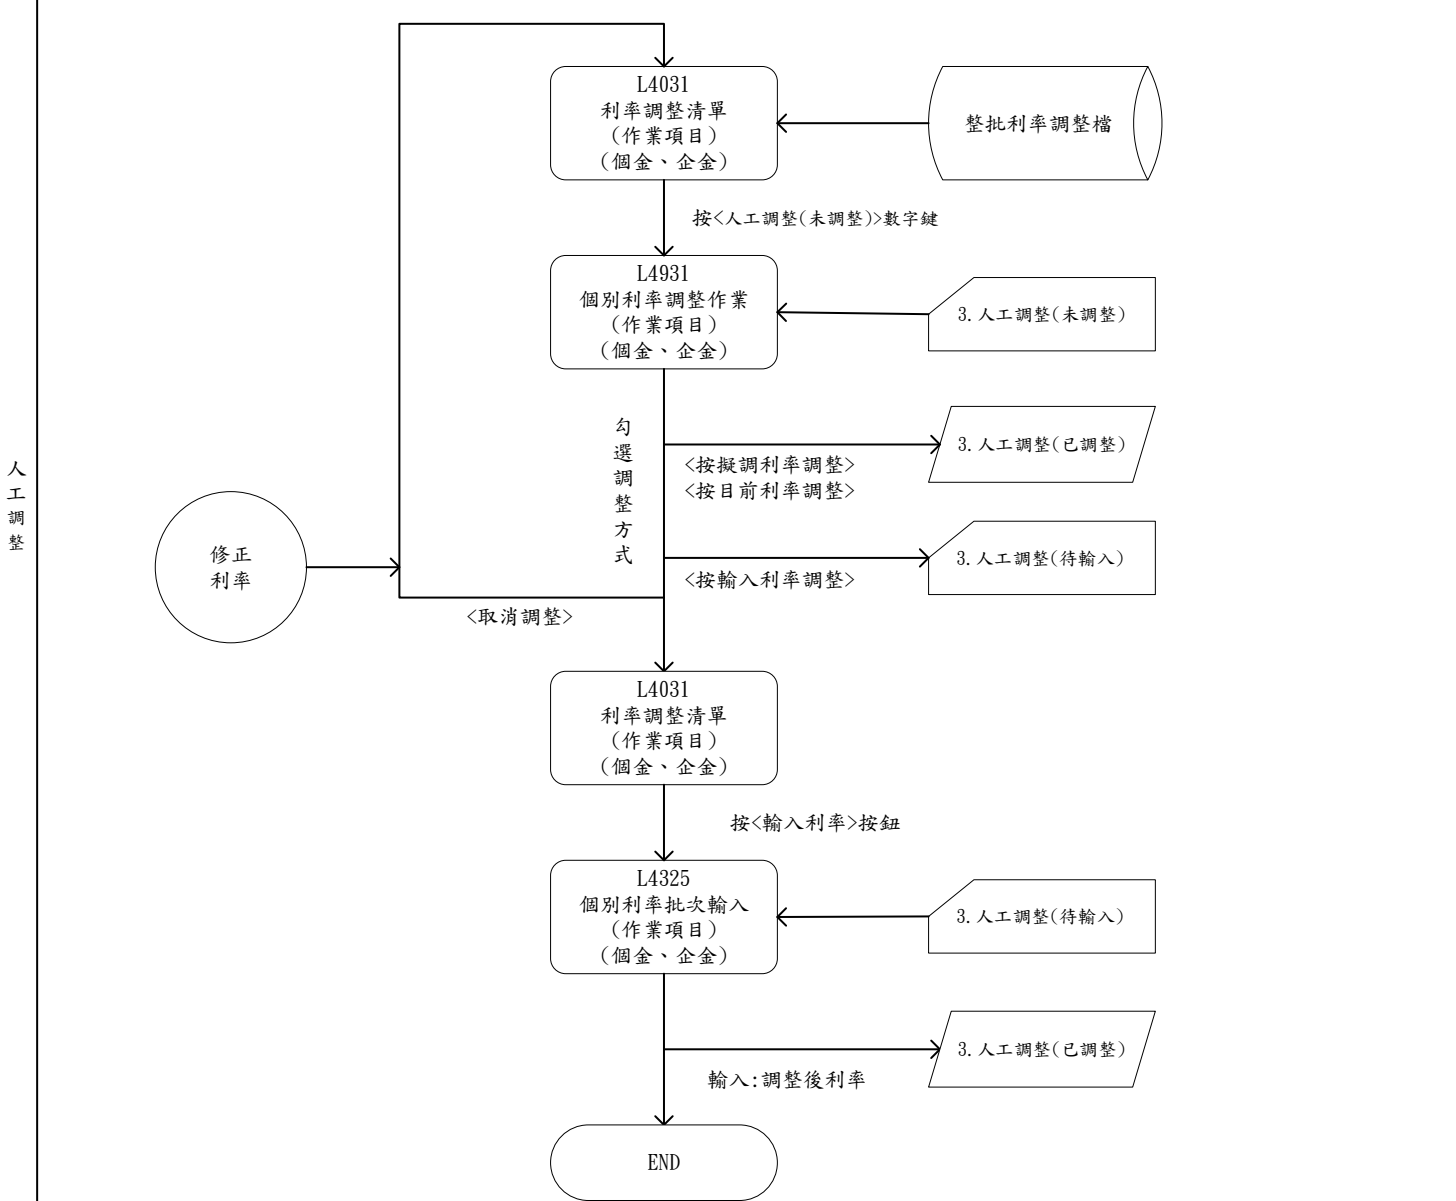 L4031
利率調整清單
(作業項目)
(個金、企金)
整批利率調整檔
按<人工調整(未調整)>數字鍵
L4931
個別利率調整作業
(作業項目)
(個金、企金)
3.人工調整(未調整)
勾選調整方式
3.人工調整(已調整)
<按擬調利率調整>
<按目前利率調整>
人工調整
修正
利率
3.人工調整(待輸入)
<按輸入利率調整>
<取消調整>
L4031
利率調整清單
(作業項目)
(個金、企金)
按<輸入利率>按鈕
L4325
個別利率批次輸入
(作業項目)
(個金、企金)
3.人工調整(待輸入)
3.人工調整(已調整)
輸入:調整後利率
END